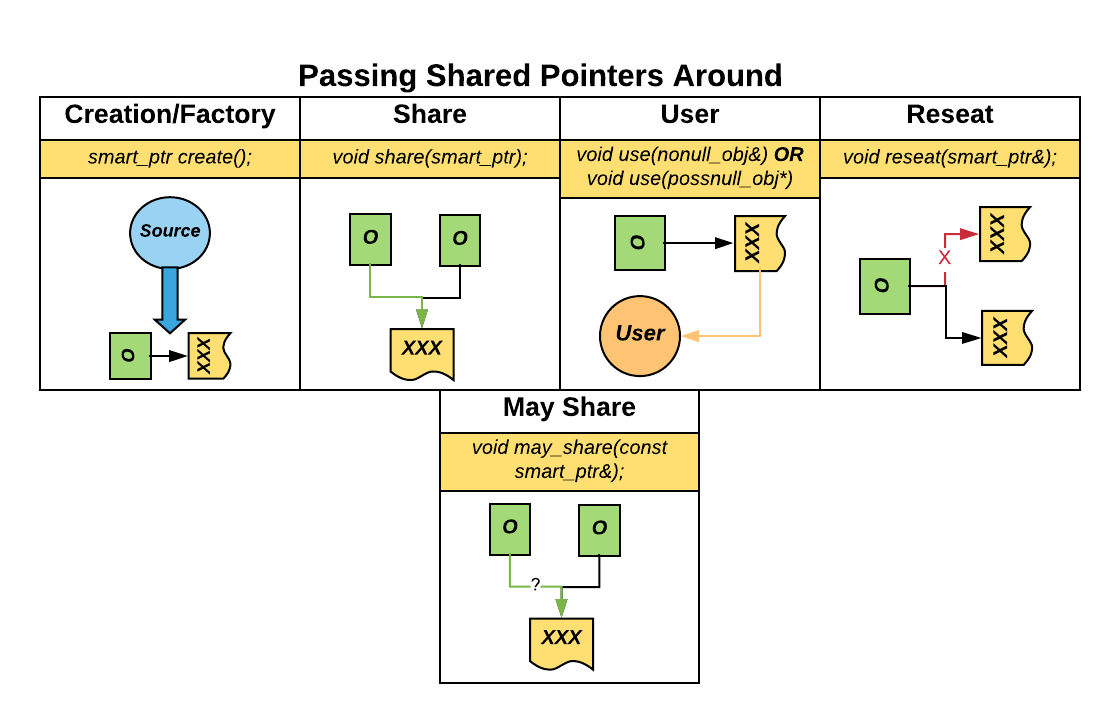 Passing Shared Pointers Around
Creation/Factory
smart_ptr create();
Source
O
XXX
Share
void share(smart_ptr);
O
O
XXX
User
void use(nonull_obj&) OR
void use(possnull_obj*)
O
XXX
User
Reseat
void reseat(smart_ptr&);
XXX
X
O
XXX
May Share
void may_share(const
smart_ptr&);
O
O
?
XXX